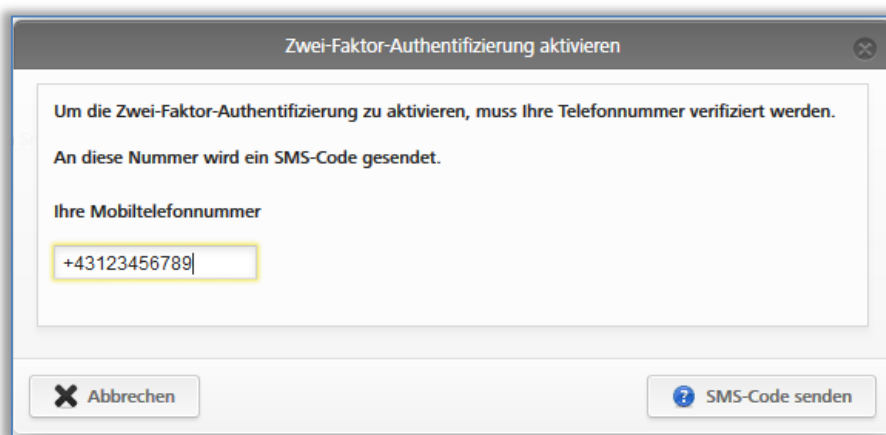 Zwei-Faktor-Authentifizierung aktivieren
Um die Zwei-Faktor-Authentifizierung zu aktivieren, muss Ihre Telefonnummer verifiziert werden.
An diese Nummer wird ein SMS-Code gesendet.
Ihre Mobiltelefonnummer
+43123456789
Abbrechen
? SMS-Code senden